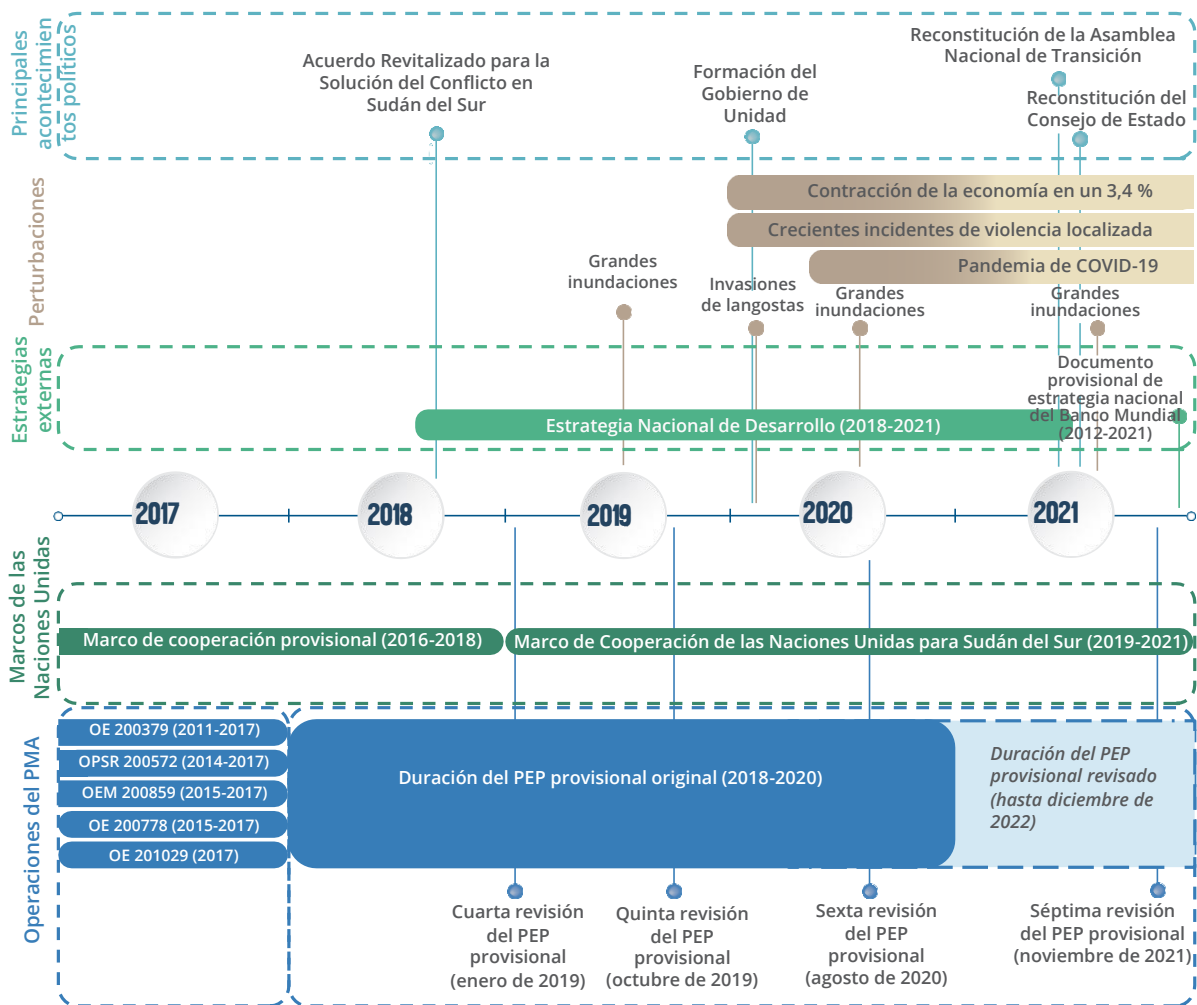 Principales
acontecimien
tos políticos
Acuerdo Revitalizado para la
Solución del Conflicto en
Sudán del Sur
Formación del
Gobierno de
Unidad
Reconstitución de la Asamblea
Nacional de Transición
Reconstitución del
Consejo de Estado
Perturbaciones
Contracción de la economía en un 3,4 %
Crecientes incidentes de violencia localizada
Pandemia de COVID-19
Grandes
inundaciones
Invasiones
de langostas
Grandes
inundaciones
Grandes
inundaciones
Estrategias
externas
Estrategia Nacional de Desarrollo (2018-2021)
Documento
provisional de
estrategia nacional
del Banco Mundial
(2012-2021)
2017
2018
2019
2020
2021
Marcos de las
Naciones Unidas
Marco de cooperación provisional (2016-2018)
Marco de Cooperación de las Naciones Unidas para Sudán del Sur (2019-2021)
Operaciones del PMA
OE 200379 (2011-2017)
OPSR 200572 (2014-2017)
OEM 200859 (2015-2017)
OE 200778 (2015-2017)
OE 201029 (2017)
Duración del PEP provisional original (2018-2020)
Duración del PEP
provisional revisado
(hasta diciembre de
2022)
Cuarta revisión
del PEP
provisional
(enero de 2019)
Quinta revisión
del PEP
provisional
(octubre de 2019)
Sexta revisión
del PEP
provisional
(agosto de 2020)
Séptima revisión
del PEP provisional
(noviembre de 2021)